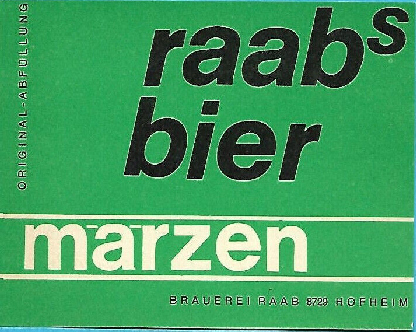 ORIGINAL-ABFÜLLUNG
raabs
bier
märzen
BRAUEREI RAAB 8729 HOFHEIM